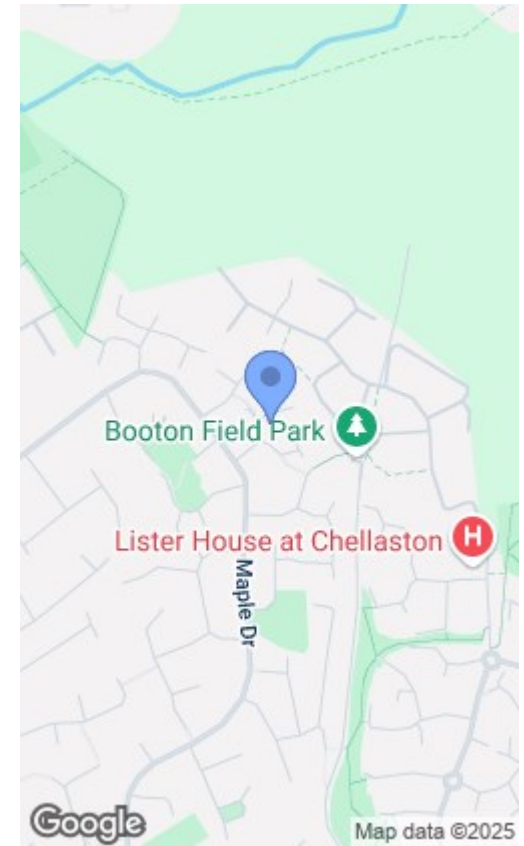 Booton Field Park
Lister House at Chellaston
H
Maple Dr
Google
Map data ©2025